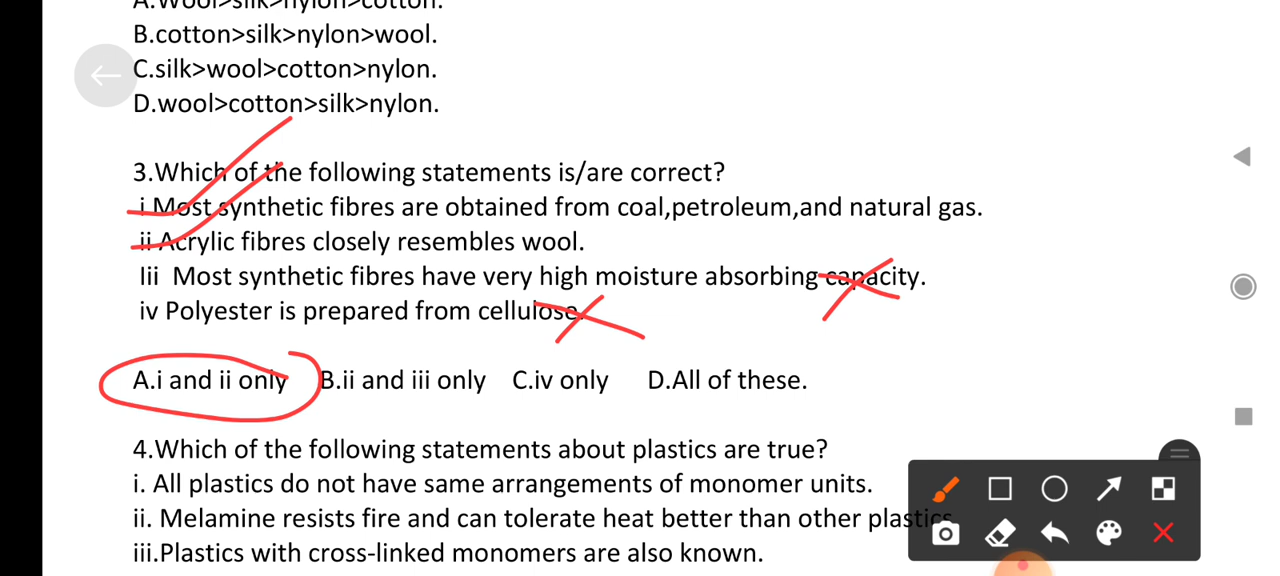 A.Wool>silk>nylon>cotton.
B.cotton>silk>nylon>wool.
C.silk>wool>cotton>nylon.
D.wool>cotton>silk>nylon.
3.Which of the following statements is/are correct?
i Most synthetic fibres are obtained from coal,petroleum,and natural gas.
ii Acrylic fibres closely resembles wool.
Iii Most synthetic fibres have very high moisture absorbing capacity.
iv Polyester is prepared from cellulose.
A.i and ii only B.ii and iii only C.iv only D.All of these.
4.Which of the following statements about plastics are true?
i. All plastics do not have same arrangements of monomer units.
ii. Melamine resists fire and can tolerate heat better than other plastics
iii.Plastics with cross-linked monomers are also known.